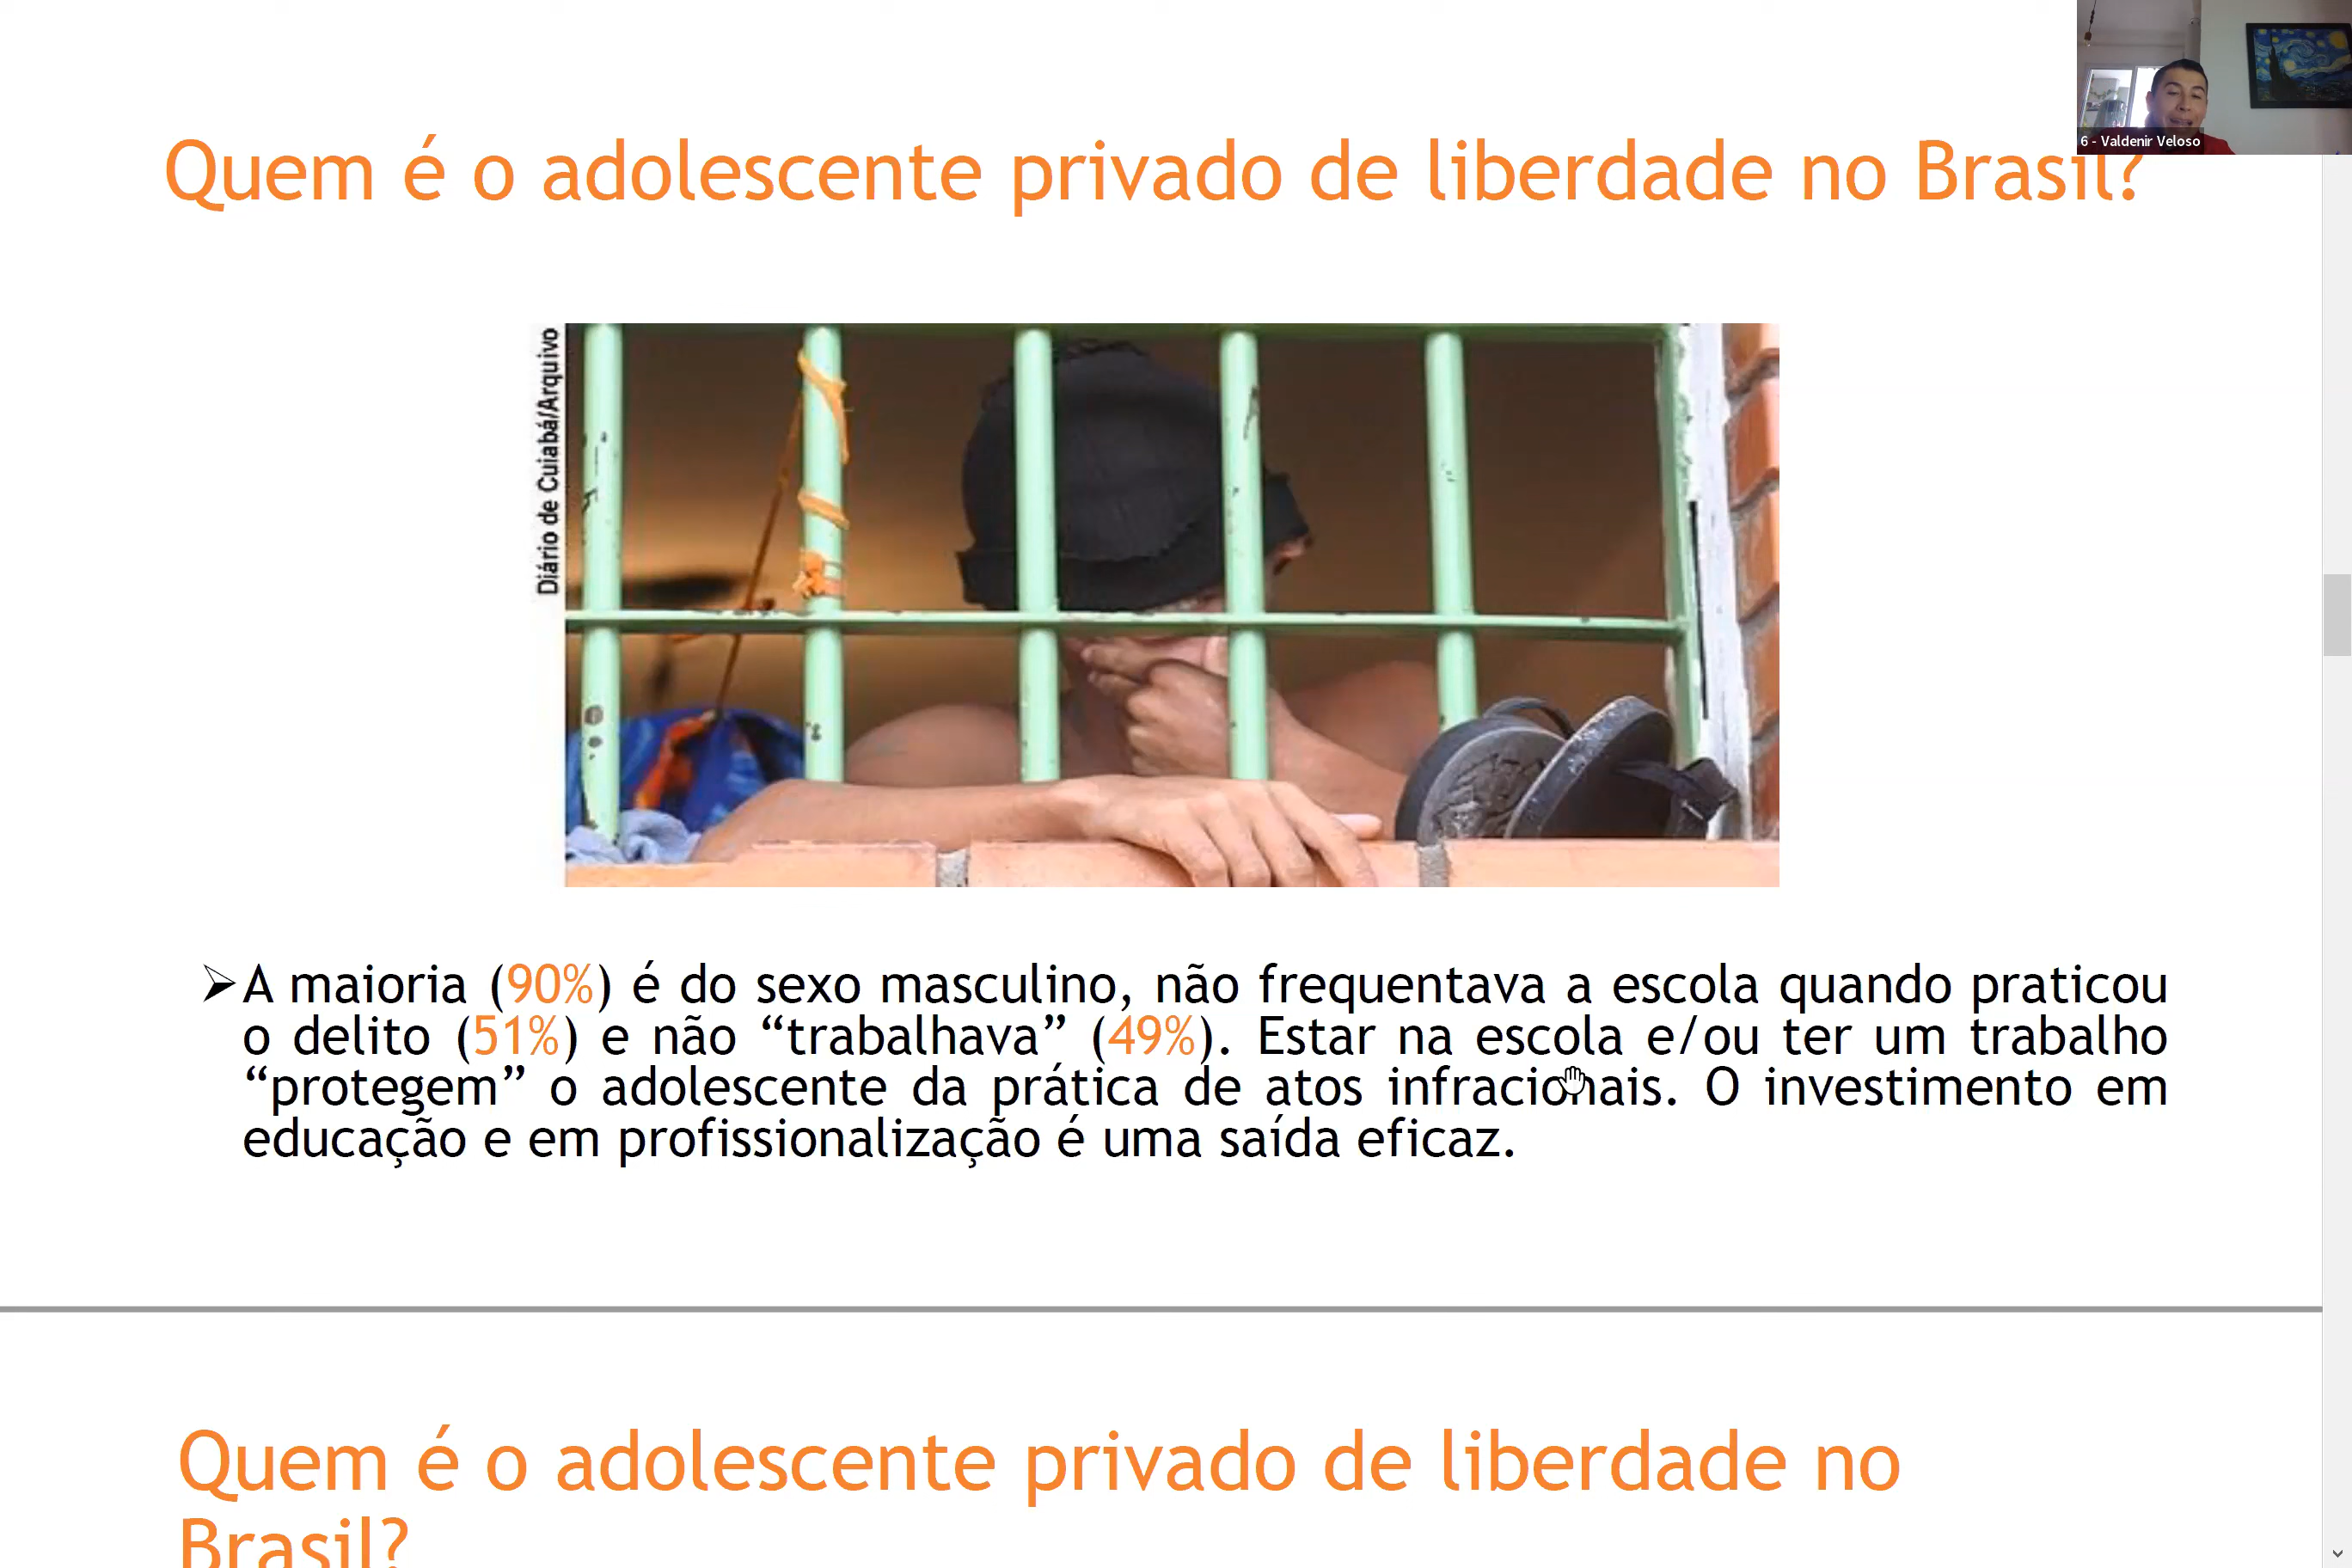 6 - Valdenir Veloso
Quem é o adolescente privado de liberdade no Brasil?
Diário de Cuiabá/Arquivo
➢A maioria (90%) é do sexo masculino, não frequentava a escola quando praticou
o delito (51%) e não “trabalhava” (49%). Estar na escola e/ou ter um trabalho
“protegem” o adolescente da prática de atos infracionais. O investimento em
educação e em profissionalização é uma saída eficaz.
Quem é o adolescente privado de liberdade no
Brasil?